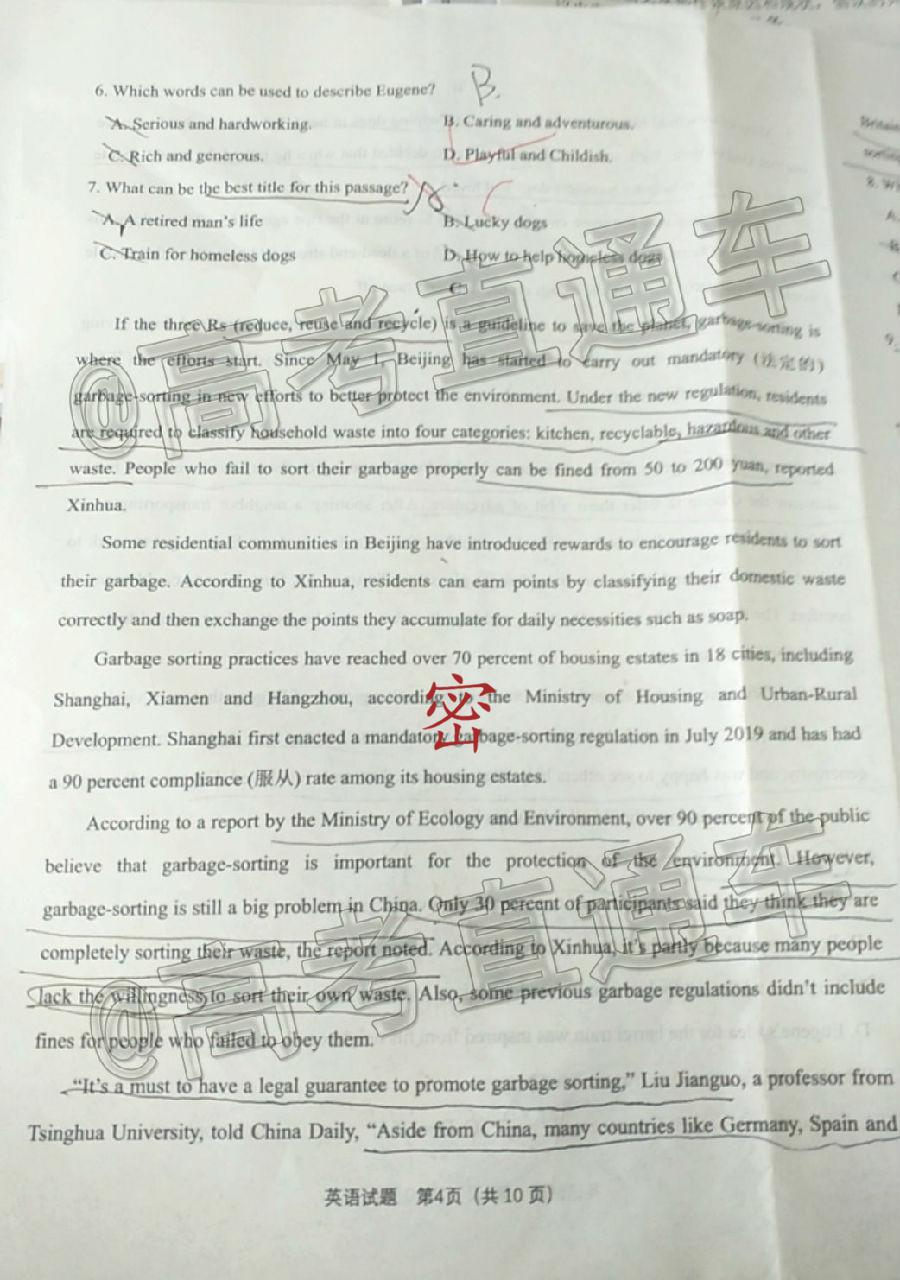 6. Which words can be used to describe Eugene? B.
A. Serious and hardworking. B. Caring and adventurous.
C. Rich and generous. D. Playful and Childish.
7. What can be the best title for this passage? C
A. A retired man's life B. Lucky dogs
C. Train for homeless dogs D. How to help homeless dogs
C
If the three Rs (reduce, reuse and recycle) is a guideline to save the planet, garbage-sorting is
where the efforts start. Since May 1, Beijing has started to carry out mandatory (法定的)
garbage-sorting in new efforts to better protect the environment. Under the new regulation, residents
are required to classify household waste into four categories: kitchen, recyclable, hazardous and other
waste. People who fail to sort their garbage properly can be fined from 50 to 200 yuan, reported
Xinhua.
Some residential communities in Beijing have introduced rewards to encourage residents to sort
their garbage. According to Xinhua, residents can earn points by classifying their domestic waste
correctly and then exchange the points they accumulate for daily necessities such as soap.
Garbage sorting practices have reached over 70 percent of housing estates in 18 cities, including
Shanghai, Xiamen and Hangzhou, according to the Ministry of Housing and Urban-Rural
Development. Shanghai first enacted a mandatory garbage-sorting regulation in July 2019 and has had
a 90 percent compliance (服从) rate among its housing estates.
According to a report by the Ministry of Ecology and Environment, over 90 percent of the public
believe that garbage-sorting is important for the protection of the environment. However,
garbage-sorting is still a big problem in China. Only 30 percent of participants said they think they are
completely sorting their waste, the report noted. According to Xinhua, it's partly because many people
lack the willingness to sort their own waste. Also, some previous garbage regulations didn't include
fines for people who failed to obey them.
"It's a must to have a legal guarantee to promote garbage sorting," Liu Jianguo, a professor from
Tsinghua University, told China Daily, "Aside from China, many countries like Germany, Spain and
英语试题 第4页 (共 10 页)
@高考直通车
密
@高考直通车
Britain
sorting
8. W
A.
9.